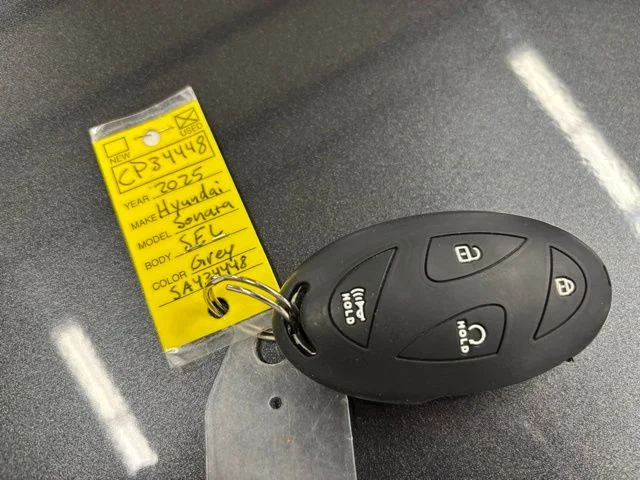 NEW USED
CP34448
YEAR 2025
MAKE Hyundai
MODEL Sonata
BODY SEL
COLOR Grey
SA434448
HOLD
HOLD